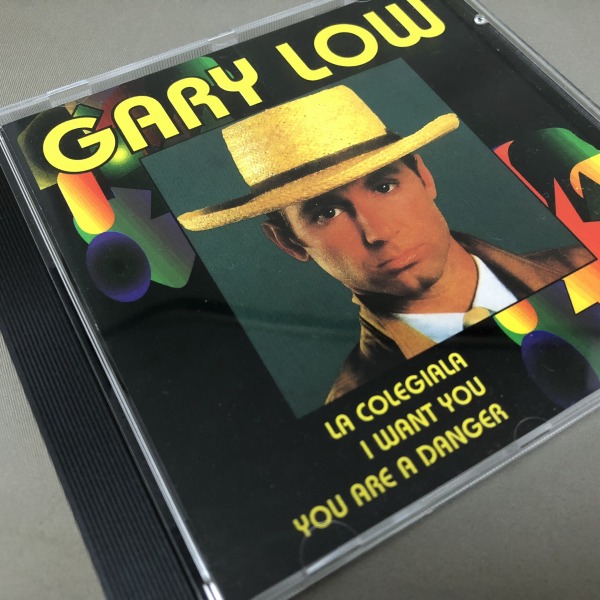 GARY LOW
LA COLEGIALA
I WANT YOU
YOU ARE A DANGER